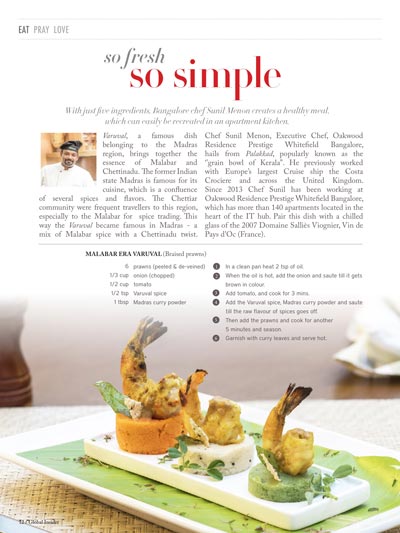 EAT PRAY LOVE
so fresh
so simple
With just five ingredients, Bangalore chef Sunil Menon creates a healthy meal,
which can easily be recreated in an apartment kitchen.
Varuval, a famous dish
belonging to the Madras
region, brings together the
essence of Malabar and
Chettinadu. The former Indian
state Madras is famous for its
cuisine, which is a confluence
of several spices and flavors. The Chettiar
community were frequent travellers to this region,
especially to the Malabar for spice trading. This
way the Varuval became famous in Madras – a
mix of Malabar spice with a Chettinadu twist.
Chef Sunil Menon, Executive Chef, Oakwood
Residence Prestige Whitefield Bangalore,
hails from Palakkad, popularly known as the
"grain bowl of Kerala". He previously worked
with Europe's largest Cruise ship the Costa
Crociere and across the United Kingdom.
Since 2013 Chef Sunil has been working at
Oakwood Residence Prestige Whitefield Bangalore,
which has more than 140 apartments located in the
heart of the IT hub. Pair this dish with a chilled
glass of the 2007 Domaine Salliès Viognier, Vin de
Pays d'Oc (France).
MALABAR ERA VARUVAL (Braised prawns)
6 prawns (peeled & de-veined)
1/3 cup onion (chopped)
1/2 cup tomato
1/2 tsp Varuval spice
1 tbsp Madras curry powder
1 In a clean pan heat 2 tsp of oil.
2 When the oil is hot, add the onion and saute till it gets
brown in colour.
3 Add tomato, and cook for 3 mins.
4 Add the Varuval spice, Madras curry powder and saute
till the raw flavour of spices goes off.
5 Then add the prawns and cook for another
5 minutes and season.
6 Garnish with curry leaves and serve hot.
52 / Global Insider